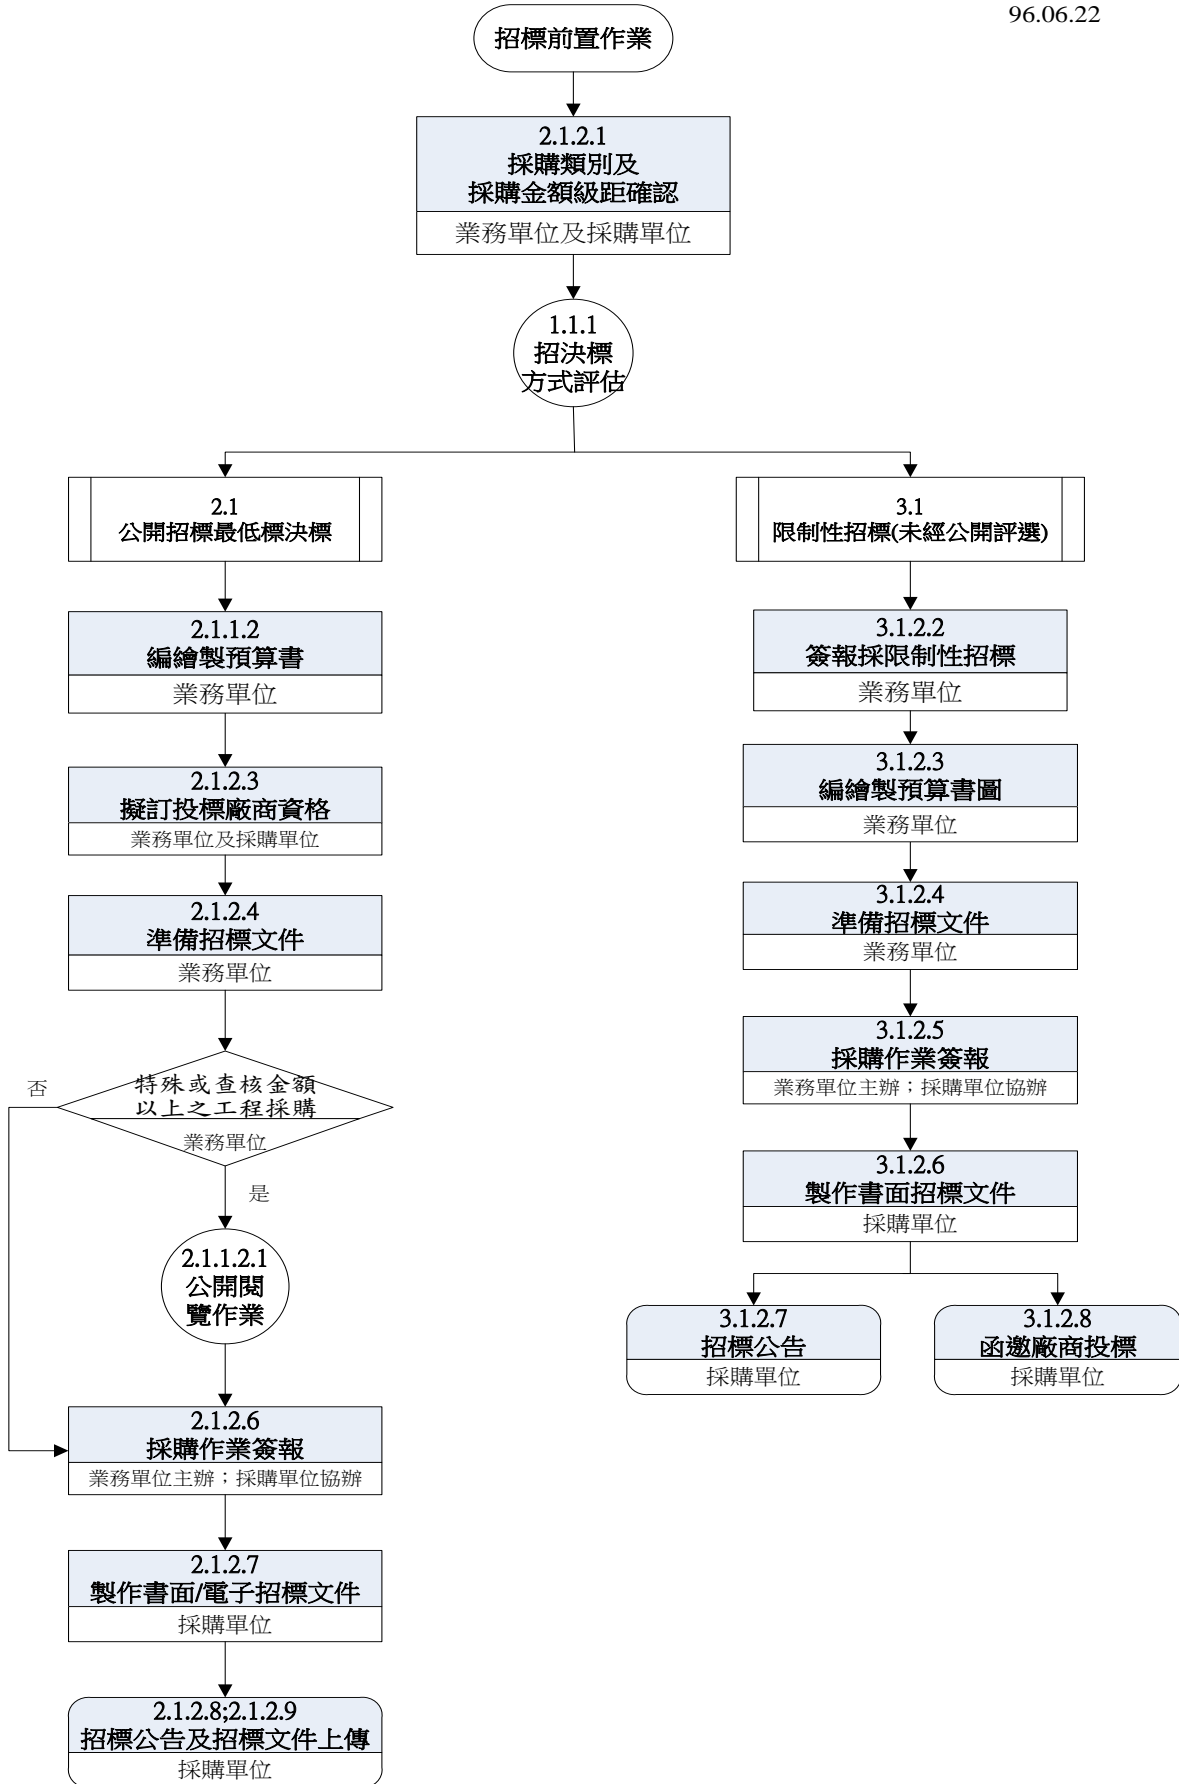 96.06.22
招標前置作業
2.1.2.1
採購類別及
採購金額級距確認
業務單位及採購單位
1.1.1
招決標
方式評估
2.1
公開招標最低標決標
2.1.1.2
編繪製預算書
業務單位
2.1.2.3
擬訂投標廠商資格
業務單位及採購單位
2.1.2.4
準備招標文件
業務單位
特殊或查核金額
以上之工程採購
業務單位
否
是
2.1.1.2.1
公開閱
覽作業
2.1.2.6
採購作業簽報
業務單位主辦；採購單位協辦
2.1.2.7
製作書面/電子招標文件
採購單位
2.1.2.8;2.1.2.9
招標公告及招標文件上傳
採購單位
3.1
限制性招標(未經公開評選)
3.1.2.2
簽報採限制性招標
業務單位
3.1.2.3
編繪製預算書圖
業務單位
3.1.2.4
準備招標文件
業務單位
3.1.2.5
採購作業簽報
業務單位主辦；採購單位協辦
3.1.2.6
製作書面招標文件
採購單位
3.1.2.7
招標公告
採購單位
3.1.2.8
函邀廠商投標
採購單位